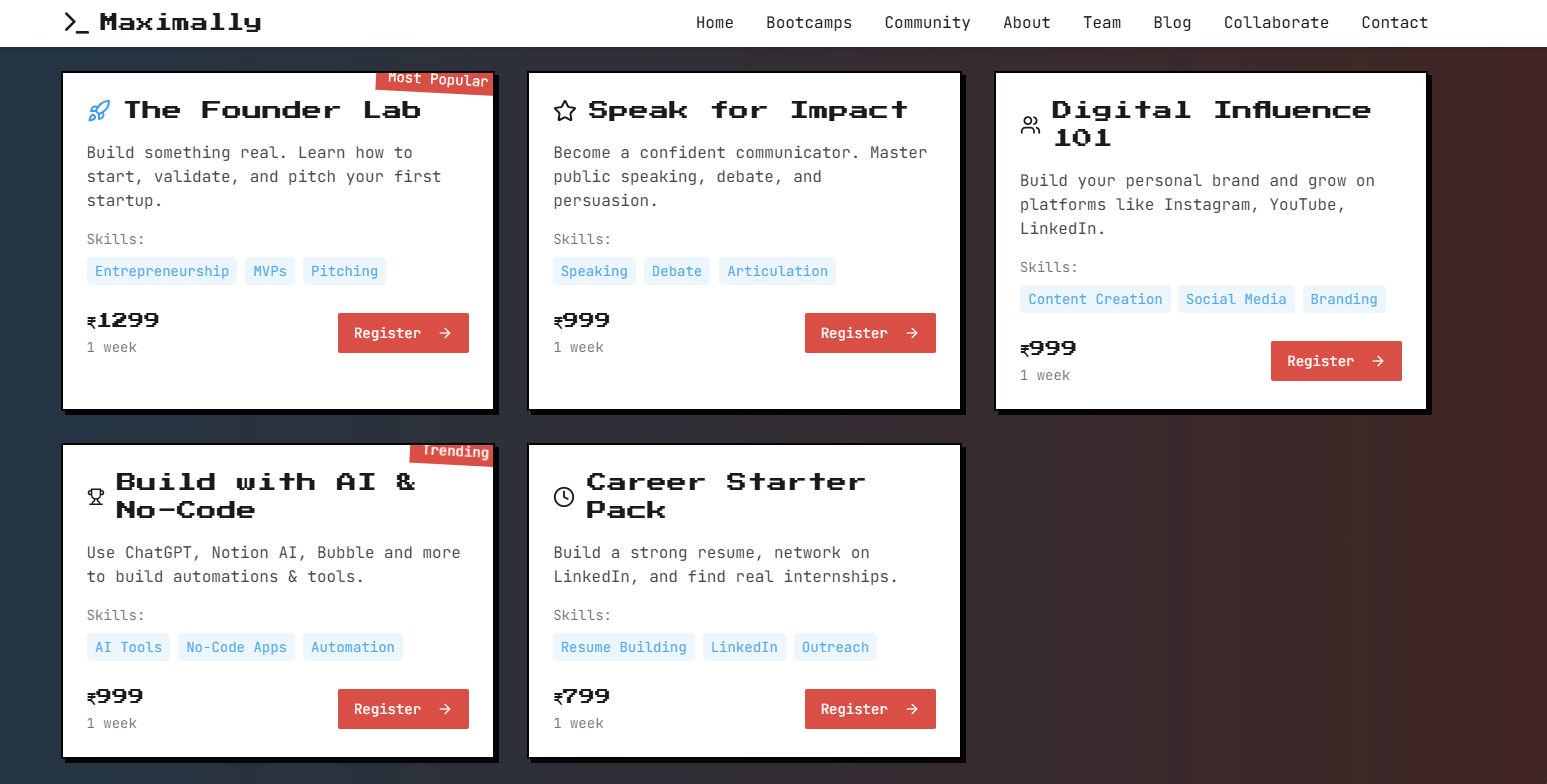 >_ Maximally
Home Bootcamps Community About Team Blog Collaborate Contact
Most Popular
The Founder Lab
Build something real. Learn how to
start, validate, and pitch your first
startup.
Skills:
Entrepreneurship MVPs Pitching
₹1299
1 week
Register →
Speak for Impact
Become a confident communicator. Master
public speaking, debate, and
persuasion.
Skills:
Speaking Debate Articulation
₹999
1 week
Register →
Digital Influence
101
Build your personal brand and grow on
platforms like Instagram, YouTube,
LinkedIn.
Skills:
Content Creation Social Media Branding
₹999
1 week
Register →
Trending
Build with AI &
No-Code
Use ChatGPT, Notion AI, Bubble and more
to build automations & tools.
Skills:
AI Tools No-Code Apps Automation
₹999
1 week
Register →
Career Starter
Pack
Build a strong resume, network on
LinkedIn, and find real internships.
Skills:
Resume Building LinkedIn Outreach
₹799
1 week
Register →